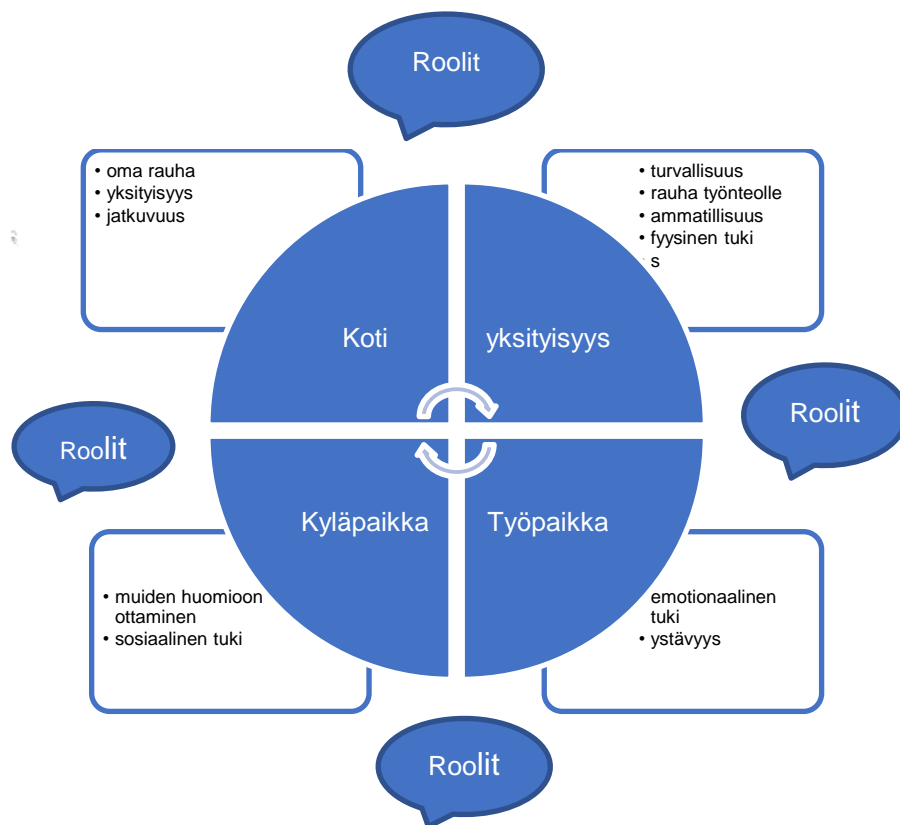 Roolit
• oma rauha
• yksityisyys
• jatkuvuus
• turvallisuus
• rauha työnteolle
• ammatillisuus
• fyysinen tuki
s
Koti
yksityisyys
Roolit
Roolit
Kyläpaikka
Työpaikka
• muiden huomioon
ottaminen
• sosiaalinen tuki
emotionaalinen
tuki
• ystävyys
Roolit